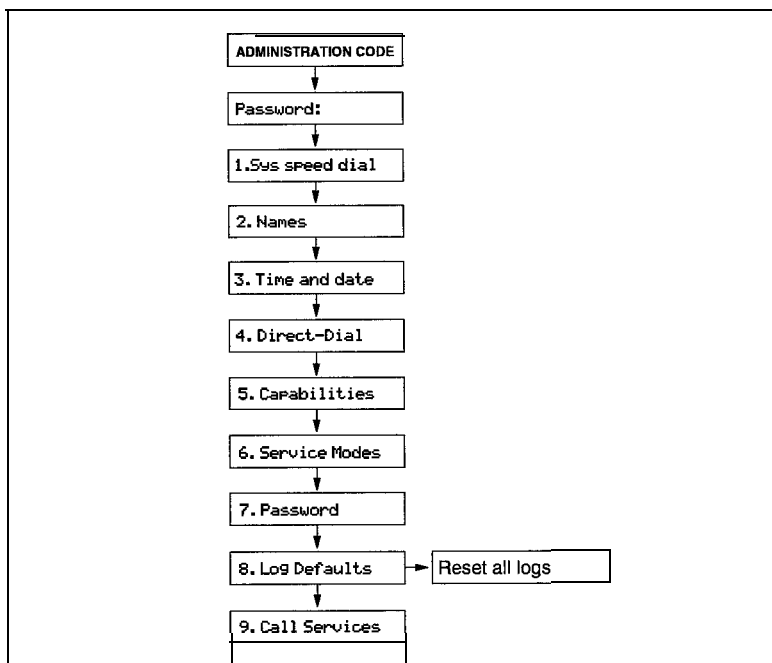 ADMINISTRATION CODE
Password:
1.Sys speed dial
2. Names
3. Time and date
4. Direct-Dial
5. Capabilities
6. Service Modes
7. Password
8. Log Defaults
Reset all logs
9. Call Services